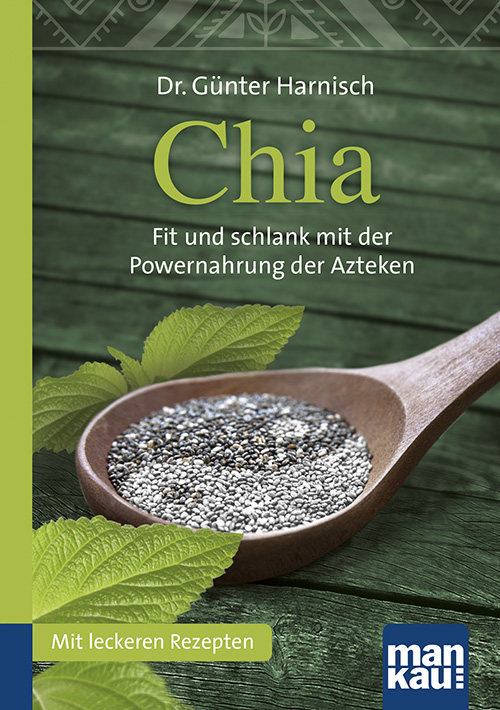 Dr. Günter Harnisch
Chia
Fit und schlank mit der
Powernahrung der Azteken
Mit leckeren Rezepten
man
kau